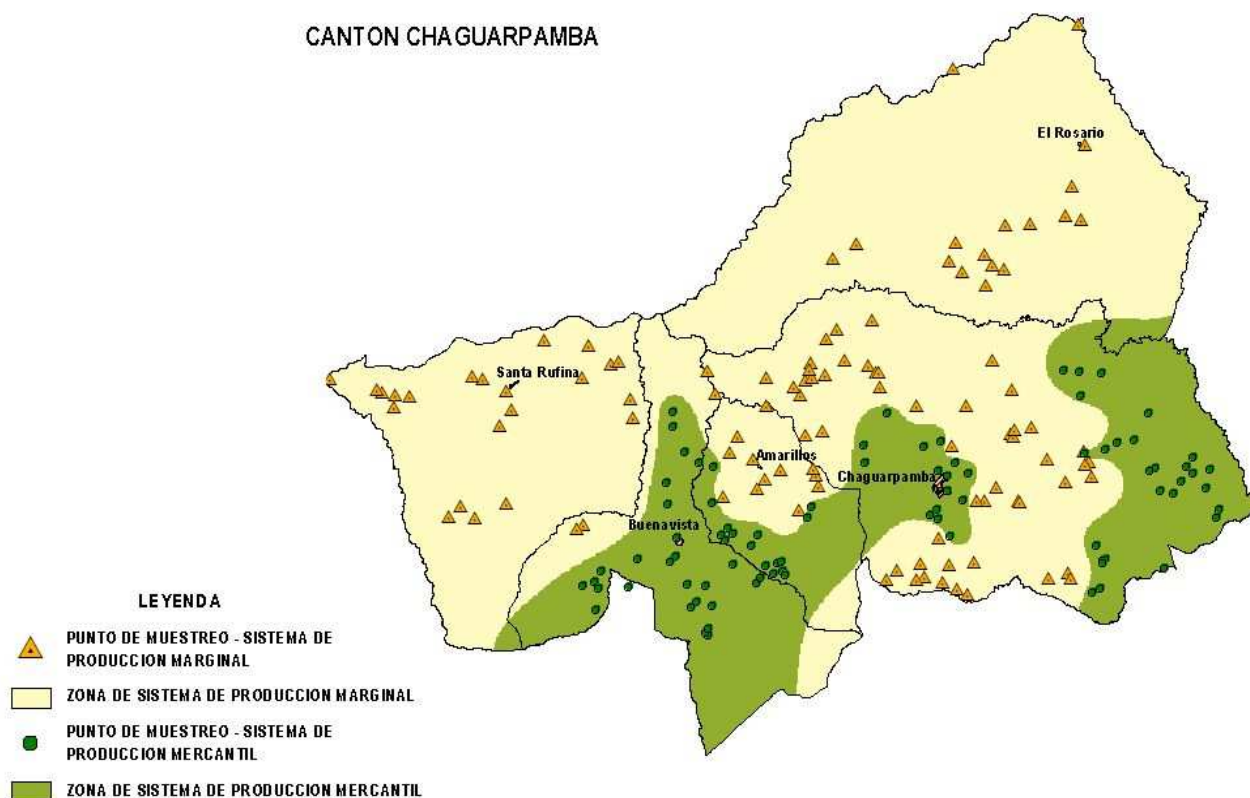 CANTON CHAGUARPAMBA
El Rosario
Santa Rufina
Amarillos
Chaguarpamba
Buenavista
LEYENDA
PUNTO DE MUESTREO - SISTEMA DE
PRODUCCION MARGINAL
ZONA DE SISTEMA DE PRODUCCION MARGINAL
PUNTO DE MUESTREO - SISTEMA DE
PRODUCCION MERCANTIL
ZONA DE SISTEMA DE PRODUCCION MERCANTIL